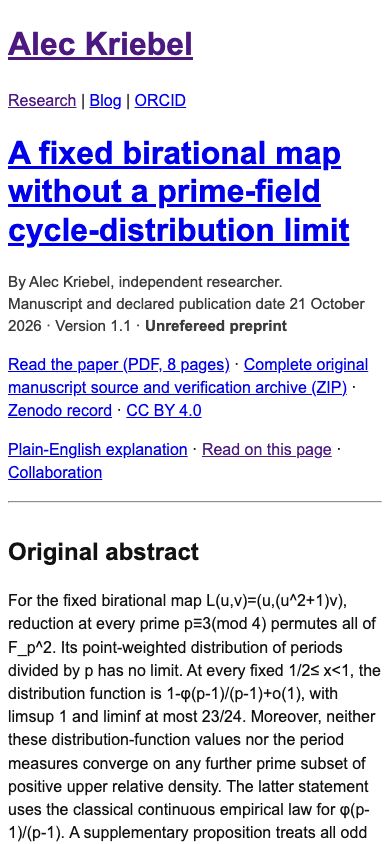 Alec Kriebel
Research | Blog | ORCID
A fixed birational map
without a prime-field
cycle-distribution limit
By Alec Kriebel, independent researcher.
Manuscript and declared publication date 21 October
2026 · Version 1.1 · Unrefereed preprint
Read the paper (PDF, 8 pages) · Complete original
manuscript source and verification archive (ZIP) ·
Zenodo record · CC BY 4.0
Plain-English explanation · Read on this page ·
Collaboration
Original abstract
For the fixed birational map L(u,v)=(u,(u^2+1)v),
reduction at every prime p≡3(mod 4) permutes all of
F_p^2. Its point-weighted distribution of periods
divided by p has no limit. At every fixed 1/2≤ x<1, the
distribution function is 1-φ(p-1)/(p-1)+o(1), with
limsup 1 and liminf at most 23/24. Moreover, neither
these distribution-function values nor the period
measures converge on any further prime subset of
positive upper relative density. The latter statement
uses the classical continuous empirical law for φ(p-
1)/(p-1). A supplementary proposition treats all odd